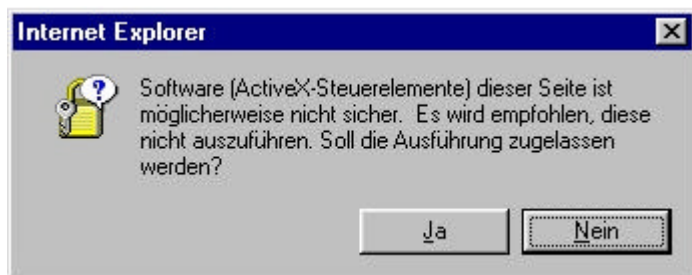 Internet Explorer
Software (ActiveX-Steuerelemente) dieser Seite ist
möglicherweise nicht sicher. Es wird empfohlen, diese
nicht auszuführen. Soll die Ausführung zugelassen
werden?
Ja
Nein